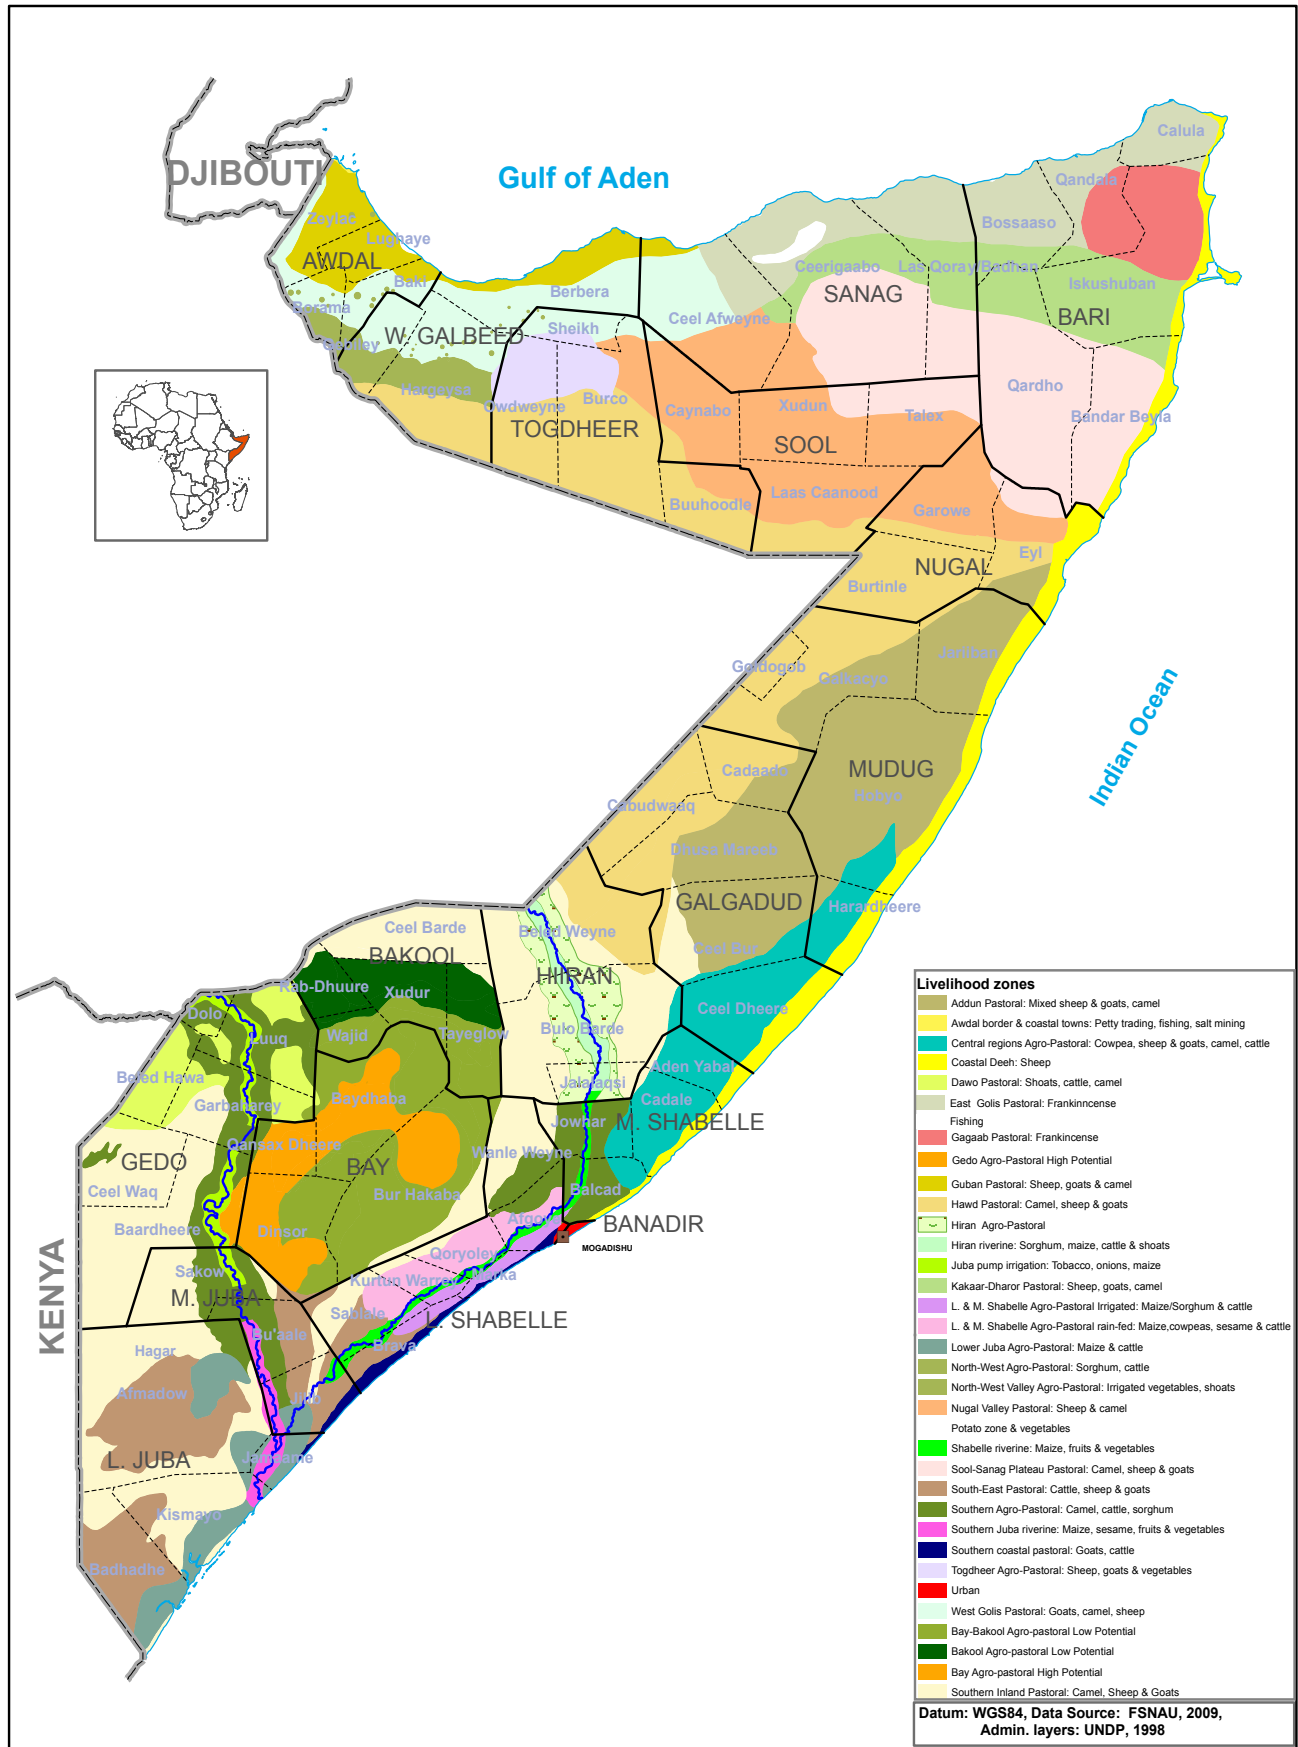 Gulf of Aden
DJIBOUTI
Calula
Qandala
Bossaaso
Zeylac
Lughaye
AWDAL
Baki
Borama
Berbera
Ceerigaabo
Las Qoray/Badhan
Iskushuban
SANAG
BARI
Ceel Afweyne
Sheikh
W. GALBEED
Gebiley
Hargeysa
Owdweyne
Burco
TOGDHEER
Caynabo
Xudun
Talex
SOOL
Qardho
Bandar Beyla
Laas Caanood
Buuhoodle
Garowe
Eyl
NUGAL
Burtinle
Goldogob
Galkacyo
Jariiban
Indian Ocean
MUDUG
Hobyo
Cadaado
Cabudwaaq
Dhusa Mareeb
GALGADUD
Harardheere
Ceel Bur
Ceel Dheere
Ceel Barde
BAKOOL
Beled Weyne
HIIRAN
Bulo Barde
Rab-Dhuure
Xudur
Wajid
Tayeglow
Dolo
Luuq
Beled Hawa
Garbaharey
GEDO
Ceel Waq
Baardheere
Baydhaba
Qansax Dheere
BAY
Bur Hakaba
Dinsor
Jalalaqsi
Aden Yabal
Cadale
Jowhar
M. SHABELLE
Wanle Weyne
Balcad
Afgoye
BANADIR
MOGADISHU
Qoryoley
Kurtun Warrey
Marka
Sablale
L. SHABELLE
Brava
KENYA
Sakow
M. JUBA
Bu'aale
Hagar
Afmadow
Jilib
L. JUBA
Jamaame
Kismayo
Badhadhe
Livelihood zones
Addun Pastoral: Mixed sheep & goats, camel
Awdal border & coastal towns: Petty trading, fishing, salt mining
Central regions Agro-Pastoral: Cowpea, sheep & goats, camel, cattle
Coastal Deeh: Sheep
Dawo Pastoral: Shoats, cattle, camel
East Golis Pastoral: Frankinncense
Fishing
Gagaab Pastoral: Frankincense
Gedo Agro-Pastoral High Potential
Guban Pastoral: Sheep, goats & camel
Hawd Pastoral: Camel, sheep & goats
Hiran Agro-Pastoral
Hiran riverine: Sorghum, maize, cattle & shoats
Juba pump irrigation: Tobacco, onions, maize
Kakaar-Dharor Pastoral: Sheep, goats, camel
L. & M. Shabelle Agro-Pastoral Irrigated: Maize/Sorghum & cattle
L. & M. Shabelle Agro-Pastoral rain-fed: Maize,cowpeas, sesame & cattle
Lower Juba Agro-Pastoral: Maize & cattle
North-West Agro-Pastoral: Sorghum, cattle
North-West Valley Agro-Pastoral: Irrigated vegetables, shoats
Nugal Valley Pastoral: Sheep & camel
Potato zone & vegetables
Shabelle riverine: Maize, fruits & vegetables
Sool-Sanag Plateau Pastoral: Camel, sheep & goats
South-East Pastoral: Cattle, sheep & goats
Southern Agro-Pastoral: Camel, cattle, sorghum
Southern Juba riverine: Maize, sesame, fruits & vegetables
Southern coastal pastoral: Goats, cattle
Togdheer Agro-Pastoral: Sheep, goats & vegetables
Urban
West Golis Pastoral: Goats, camel, sheep
Bay-Bakool Agro-pastoral Low Potential
Bakool Agro-pastoral Low Potential
Bay Agro-pastoral High Potential
Southern Inland Pastoral: Camel, Sheep & Goats
Datum: WGS84, Data Source: FSNAU, 2009,
Admin. layers: UNDP, 1998